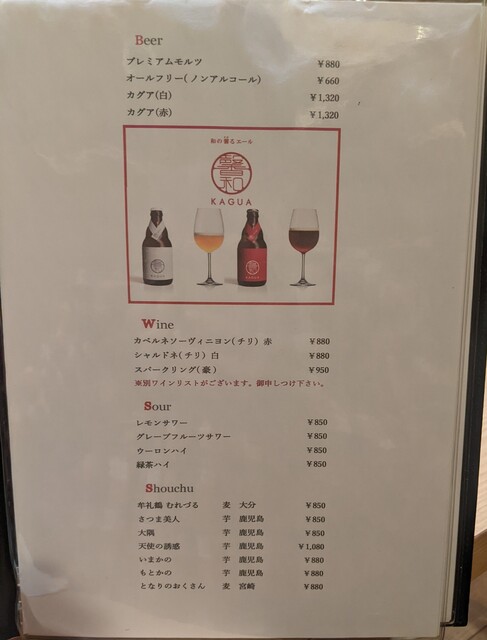 Beer
プレミアムモルツ ￥880
オールフリー( ノンアルコール) ￥660
カグア(白) ￥1,320
カグア(赤) ￥1,320
和の馨るエール
馨和
KAGUA
Wine
カベルネソーヴィニヨン( チリ) 赤 ￥880
シャルドネ( チリ) 白 ￥880
スパークリング( 豪) ￥950
※別ワインリストがございます。御申しつけ下さい。
Sour
レモンサワー ￥850
グレープフルーツサワー ￥850
ウーロンハイ ￥850
緑茶ハイ ￥850
Shouchu
牟礼鶴 むれづる 麦 大分 ￥850
さつま美人 芋 鹿児島 ￥850
大隅 芋 鹿児島 ￥850
天使の誘惑 芋 鹿児島 ￥1,080
いまかの 芋 鹿児島 ￥880
もとかの 芋 鹿児島 ￥880
となりのおくさん 麦 宮崎 ￥880